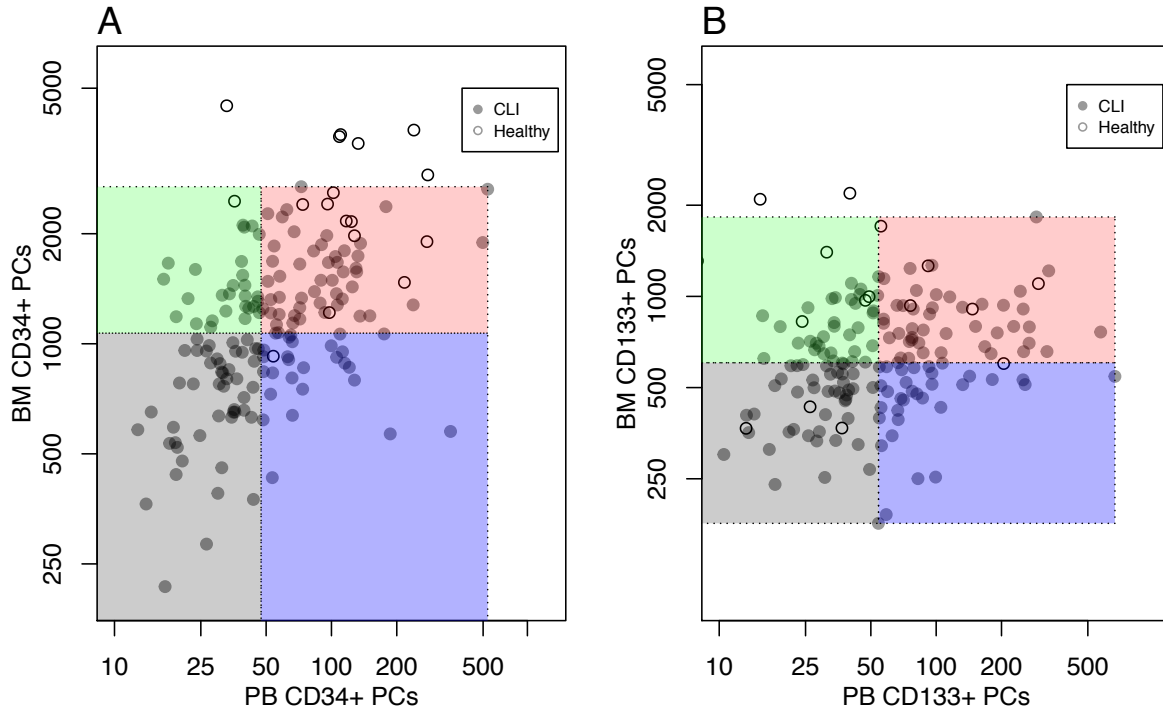 A
BM CD34+ PCs
5000
2000
1000
500
250
CLI
Healthy
10 25 50 100 200 500
PB CD34+ PCs
B
BM CD133+ PCs
5000
2000
1000
500
250
CLI
Healthy
10 25 50 100 200 500
PB CD133+ PCs